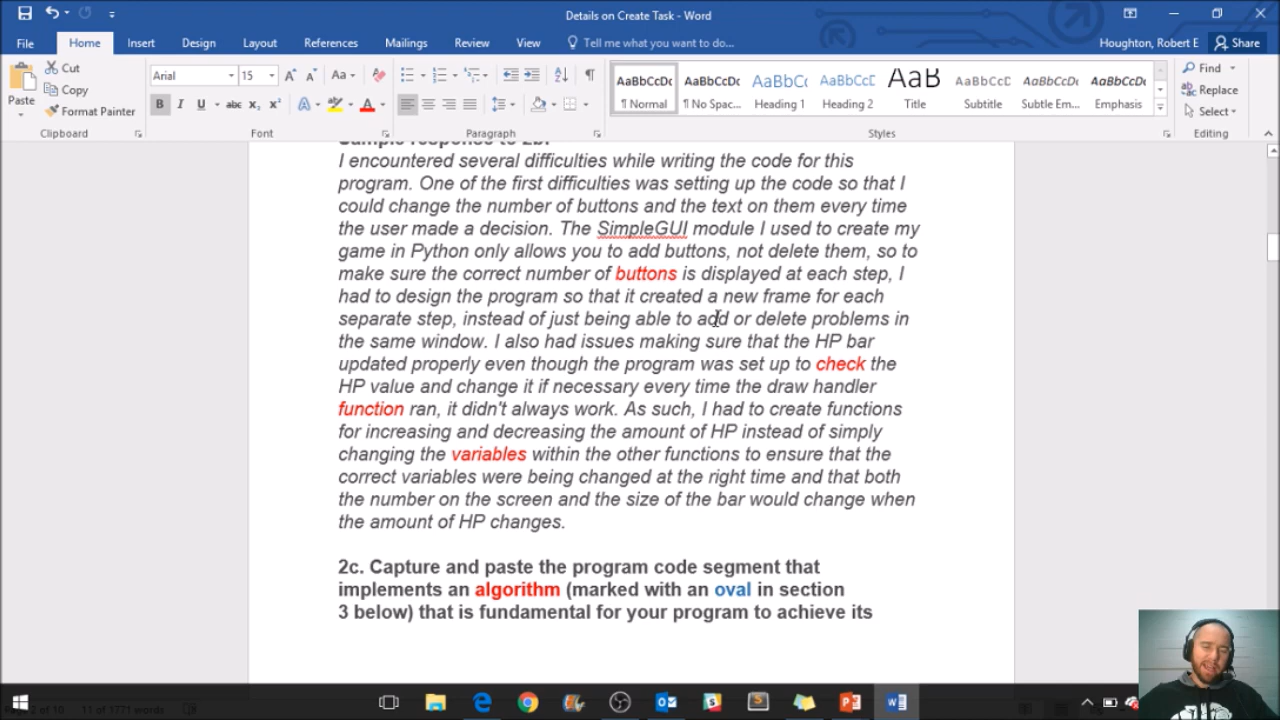 Details on Create Task - Word
Houghton, Robert E
Share
File
Home
Insert
Design
Layout
References
Mailings
Review
View
Tell me what you want to do...
Paste
Cut
Copy
Format Painter
Clipboard
Arial
15
Font
Paragraph
AaBbCcDc
¶ Normal
AaBbCcDc
¶ No Spac...
AaBbC
Heading 1
AaBbCcD
Heading 2
AaB
Title
AaBbCcD
Subtitle
AaBbCcDc
Subtle Em...
AaBbCcDc
Emphasis
Styles
Find
Replace
Select
Editing
Sample response to 2b:
I encountered several difficulties while writing the code for this
program. One of the first difficulties was setting up the code so that I
could change the number of buttons and the text on them every time
the user made a decision. The SimpleGUI module I used to create my
game in Python only allows you to add buttons, not delete them, so to
make sure the correct number of buttons is displayed at each step, I
had to design the program so that it created a new frame for each
separate step, instead of just being able to add or delete problems in
the same window. I also had issues making sure that the HP bar
updated properly even though the program was set up to check the
HP value and change it if necessary every time the draw handler
function ran, it didn't always work. As such, I had to create functions
for increasing and decreasing the amount of HP instead of simply
changing the variables within the other functions to ensure that the
correct variables were being changed at the right time and that both
the number on the screen and the size of the bar would change when
the amount of HP changes.
2c. Capture and paste the program code segment that
implements an algorithm (marked with an oval in section
3 below) that is fundamental for your program to achieve its
Page 2 of 10
11 of 1771 words